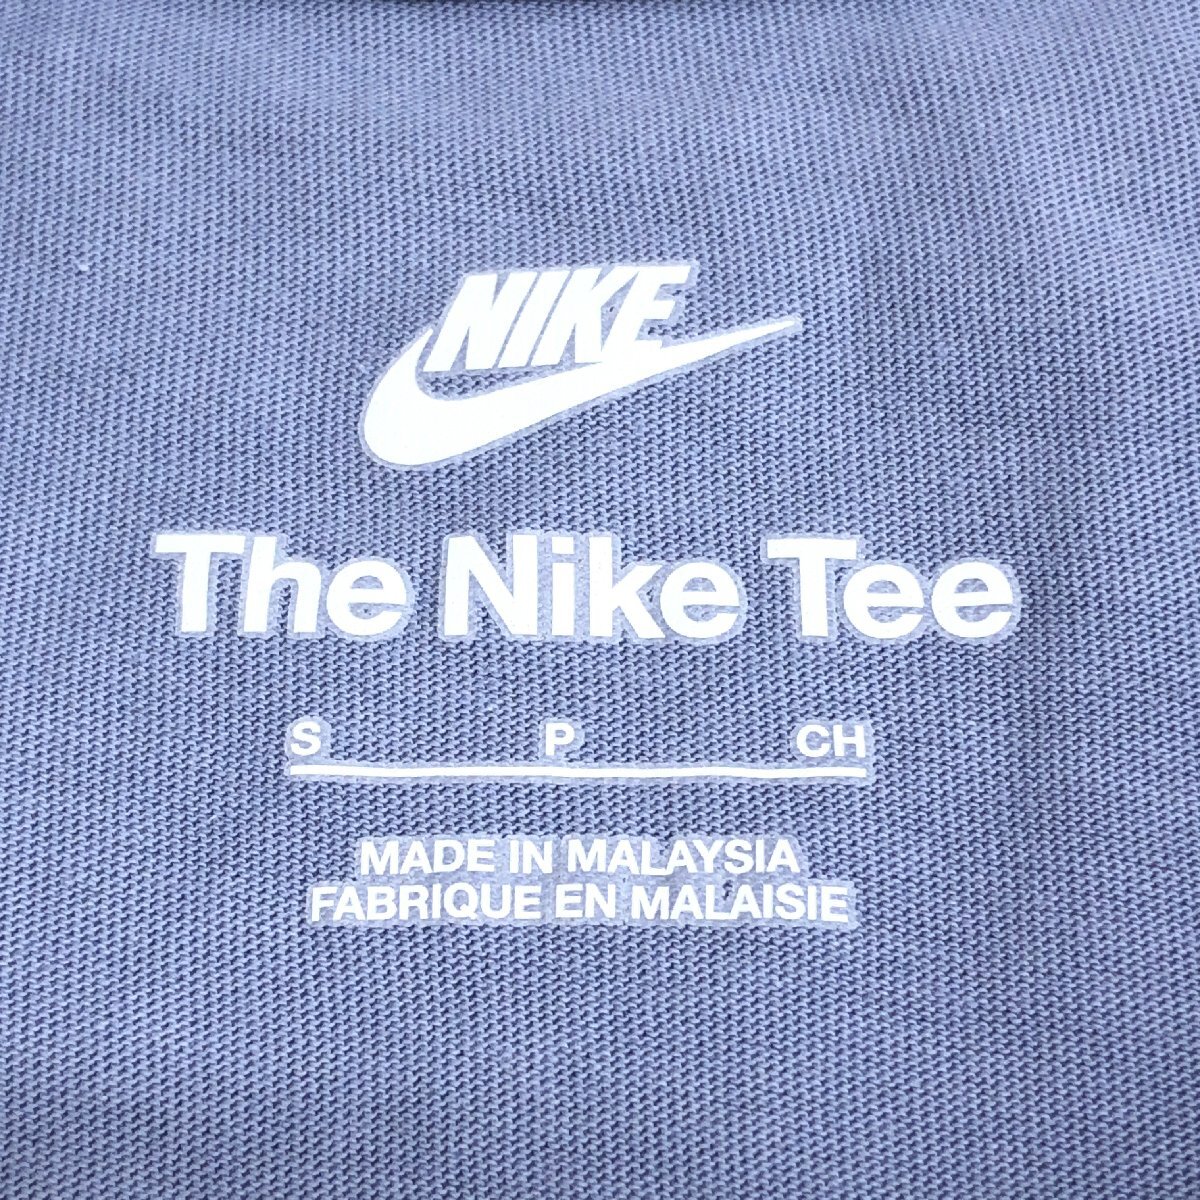 NIKE
The Nike Tee
S P CH
MADE IN MALAYSIA
FABRIQUE EN MALAISIE